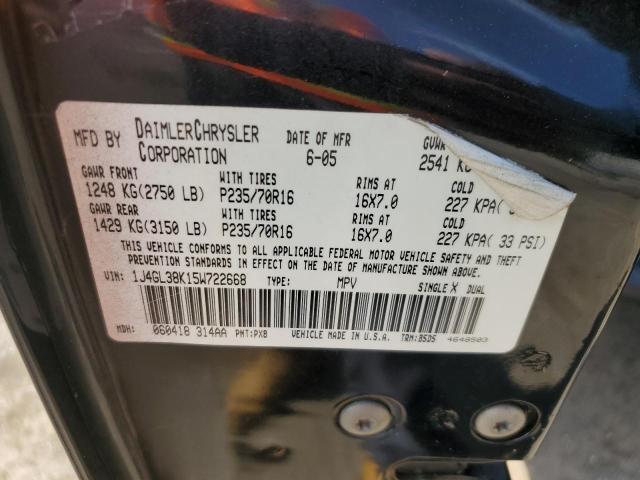 MFD BY DAIMLERCHRYSLER CORPORATION DATE OF MFR 6-05 GVWR 2541 KG
GAWR FRONT WITH TIRES RIMS AT COLD
1248 KG(2750 LB) P235/70R16 16X7.0 227 KPA(
GAWR REAR WITH TIRES RIMS AT COLD
1429 KG(3150 LB) P235/70R16 16X7.0 227 KPA( 33 PSI)
THIS VEHICLE CONFORMS TO ALL APPLICABLE FEDERAL MOTOR VEHICLE SAFETY AND THEFT
PREVENTION STANDARDS IN EFFECT ON THE DATE OF MANUFACTURE SHOWN ABOVE.
VIN: 1J4GL38K15W722668 TYPE: MPV SINGLE X DUAL
MDH: 060418 314AA PNT:PX8 VEHICLE MADE IN U.S.A. TRM:B5DS 4648503